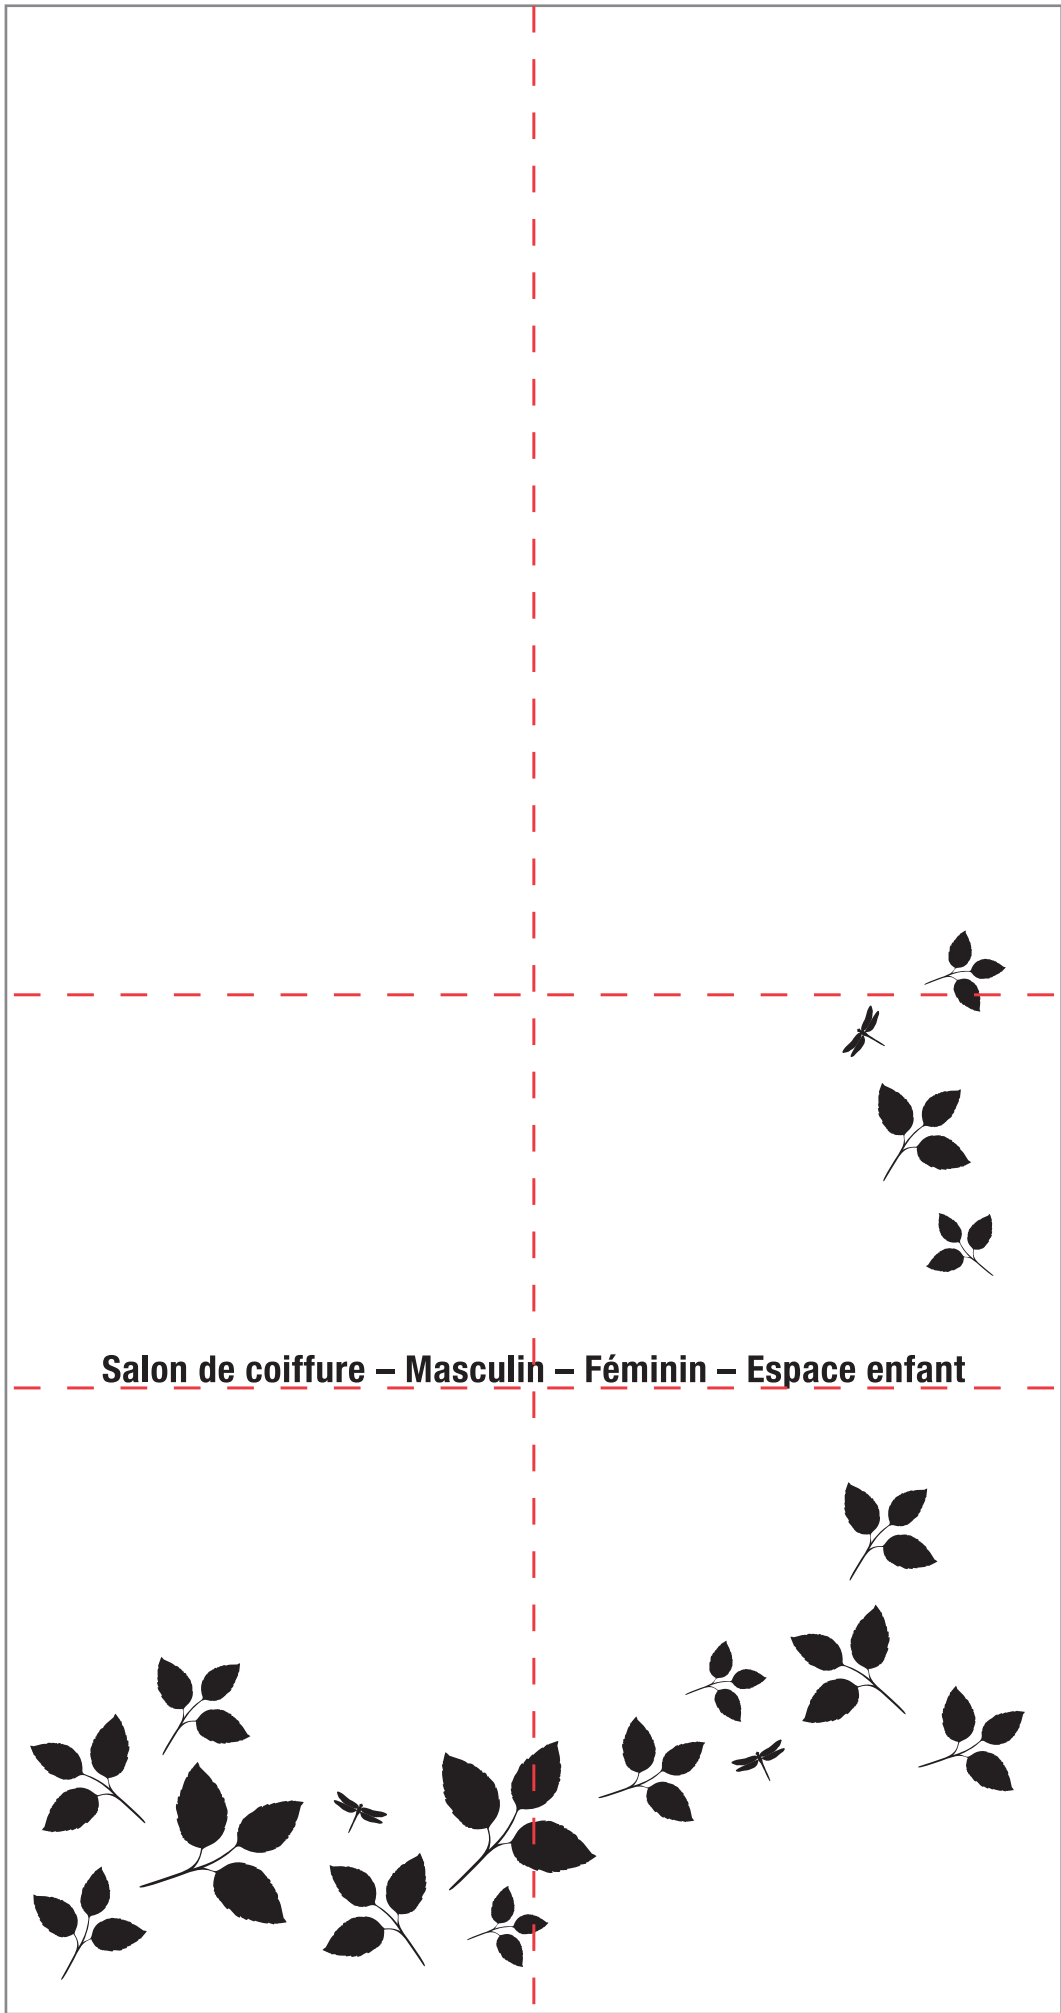 Salon de coiffure – Masculin – Féminin – Espace enfant